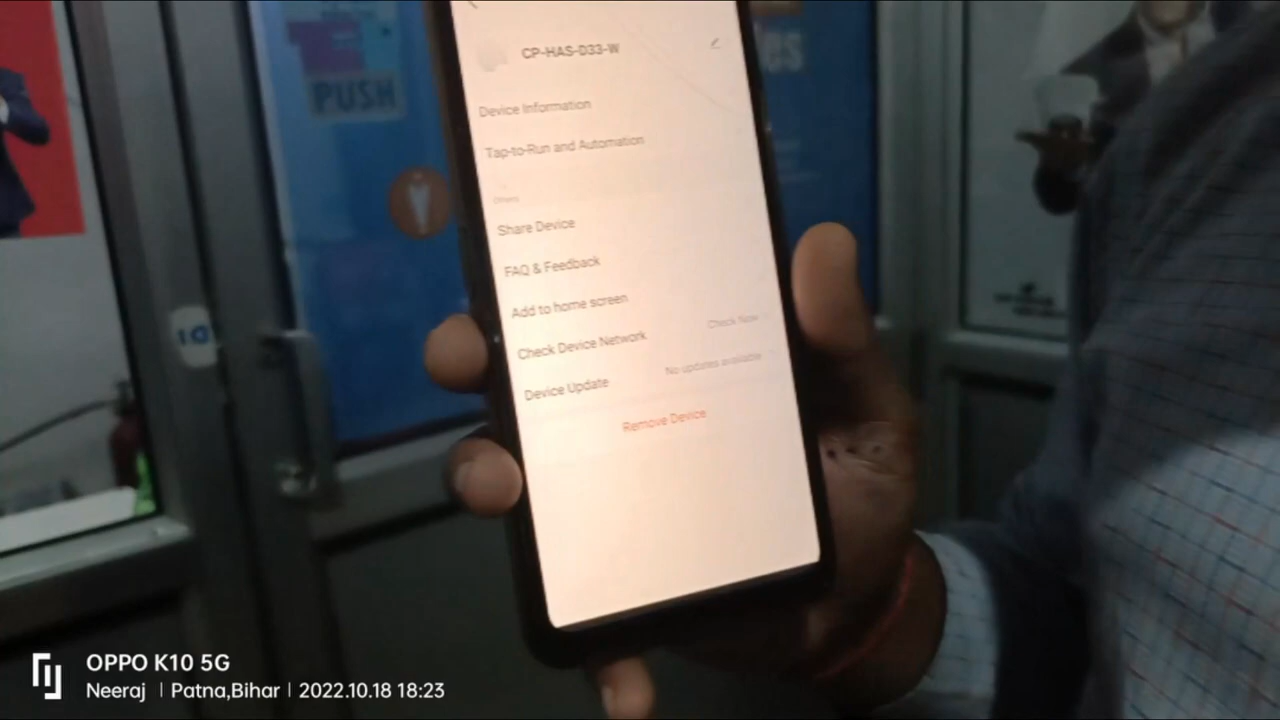 CP-HAS-D33-W
Device Information
Tap-to-Run and Automation
Others
Share Device
FAQ & Feedback
Add to home screen
Check Device Network Check Now
Device Update No updates available
Remove Device
PUSH
OPPO K10 5G
Neeraj | Patna,Bihar | 2022.10.18 18:23